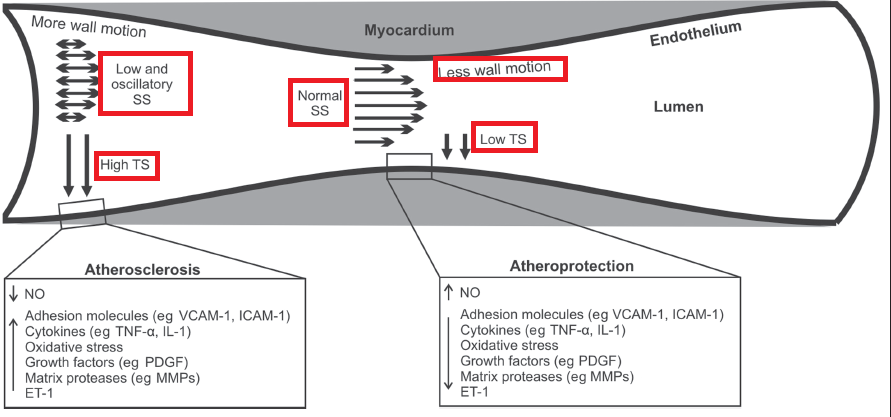 More wall motion
Myocardium
Endothelium
Low and
oscillatory
SS
Normal
SS
Less wall motion
Lumen
High TS
Low TS
Atherosclerosis
↓ NO
↑ Adhesion molecules (eg VCAM-1, ICAM-1)
Cytokines (eg TNF-α, IL-1)
Oxidative stress
Growth factors (eg PDGF)
Matrix proteases (eg MMPs)
ET-1
Atheroprotection
↑ NO
↓ Adhesion molecules (eg VCAM-1, ICAM-1)
Cytokines (eg TNF-α, IL-1)
Oxidative stress
Growth factors (eg PDGF)
Matrix proteases (eg MMPs)
ET-1